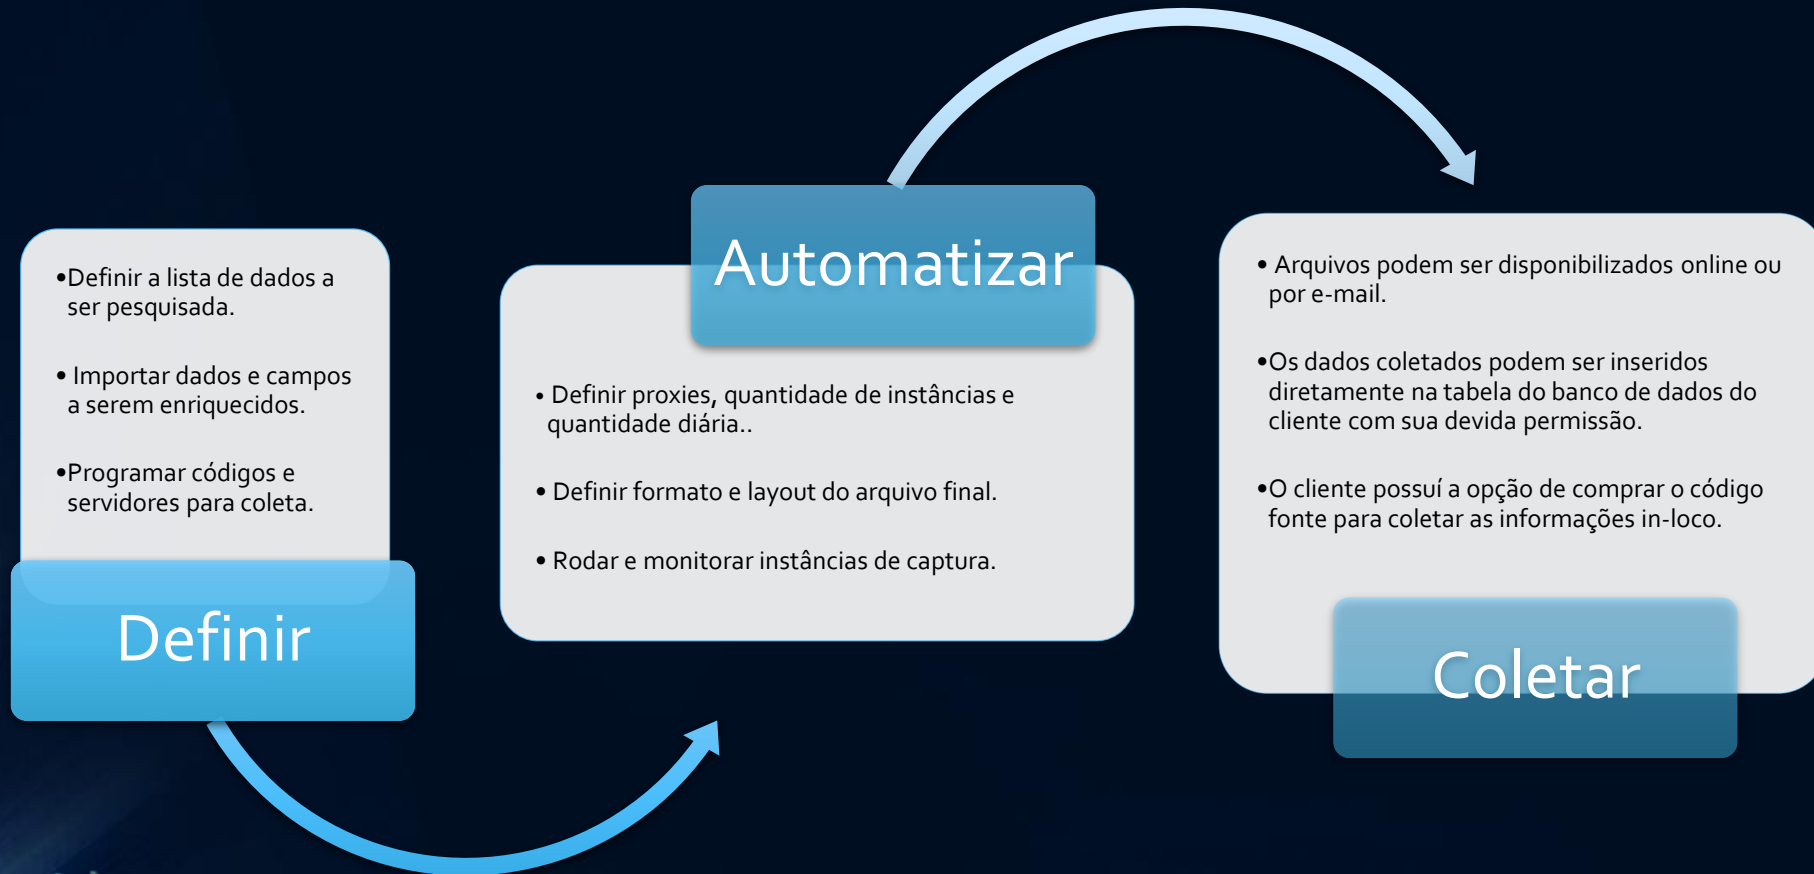 •Definir a lista de dados a
ser pesquisada.
• Importar dados e campos
a serem enriquecidos.
•Programar códigos e
servidores para coleta.
Definir
Automatizar
• Definir proxies, quantidade de instâncias e
quantidade diária..
• Definir formato e layout do arquivo final.
• Rodar e monitorar instâncias de captura.
• Arquivos podem ser disponibilizados online ou
por e-mail.
•Os dados coletados podem ser inseridos
diretamente na tabela do banco de dados do
cliente com sua devida permissão.
•O cliente possuí a opção de comprar o código
fonte para coletar as informações in-loco.
Coletar